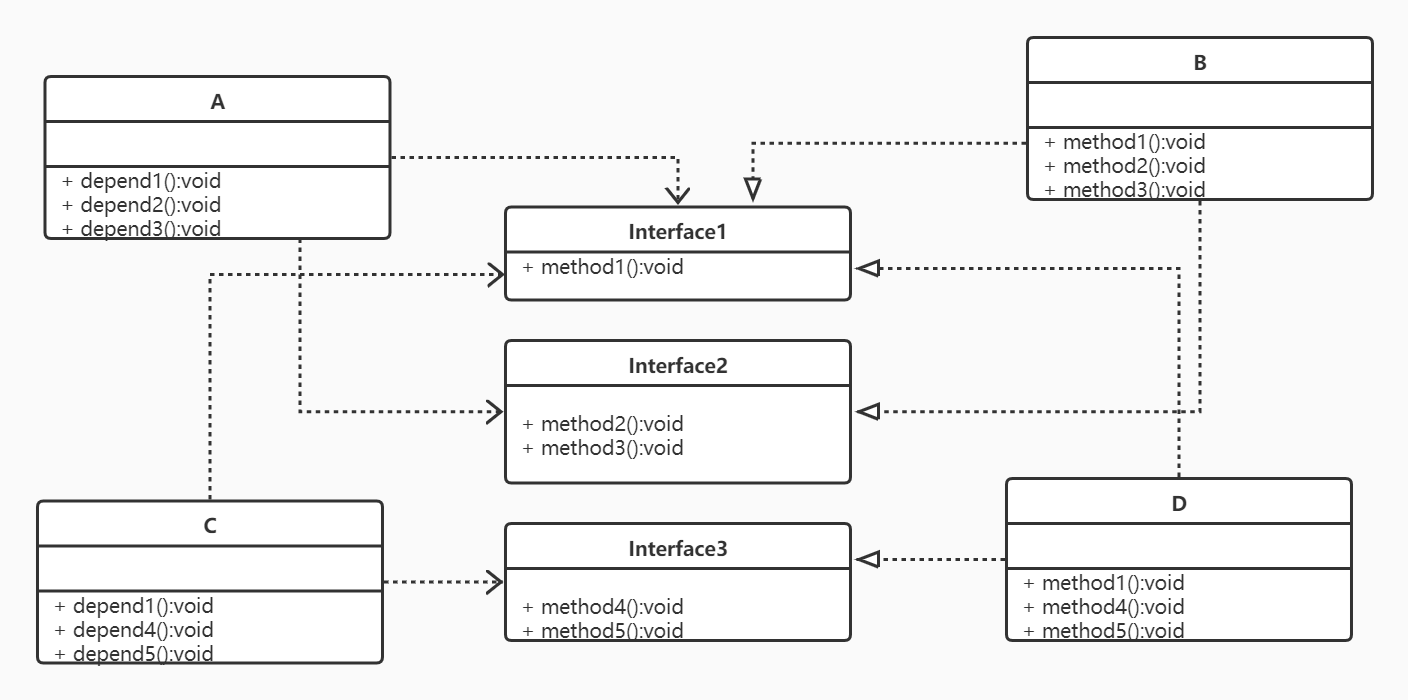 A
+ depend1():void
+ depend2():void
+ depend3():void
B
+ method1():void
+ method2():void
+ method3():void
Interface1
+ method1():void
Interface2
+ method2():void
+ method3():void
C
+ depend1():void
+ depend4():void
+ depend5():void
Interface3
+ method4():void
+ method5():void
D
+ method1():void
+ method4():void
+ method5():void